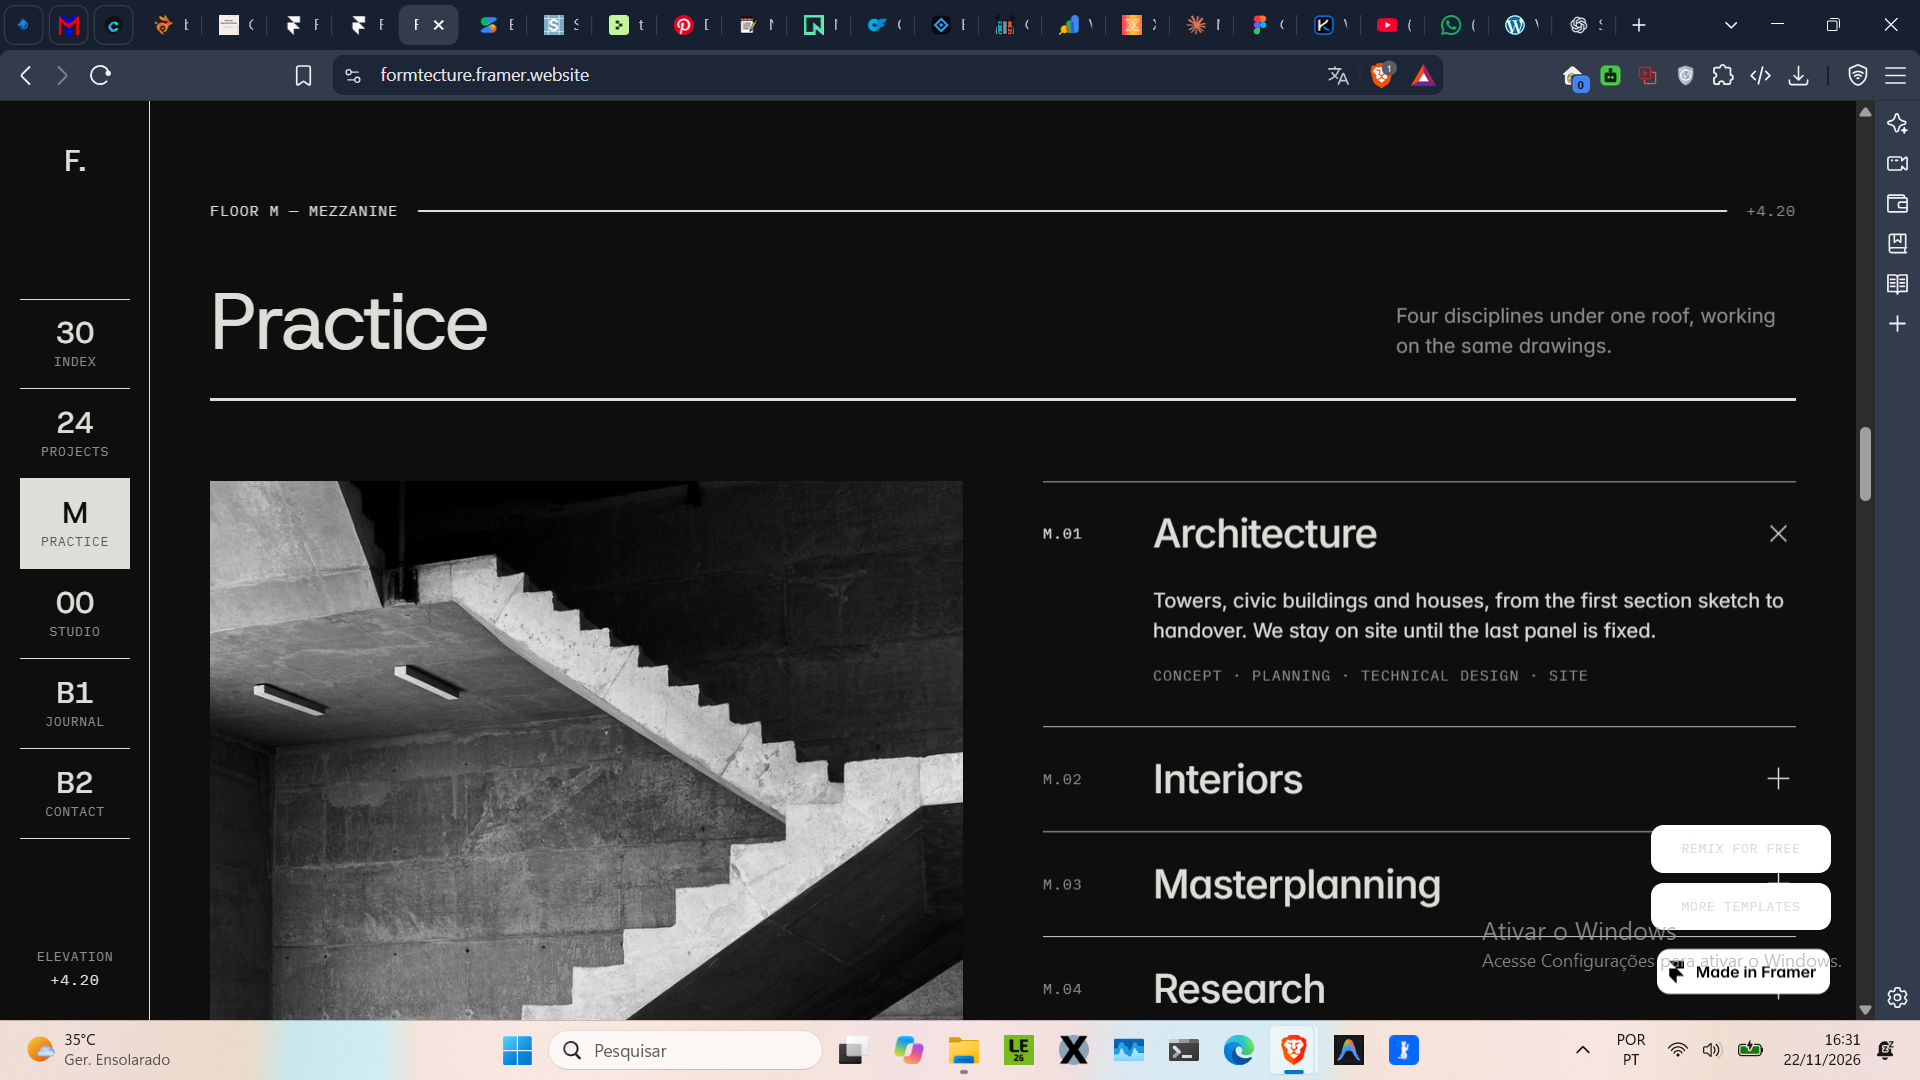 formtecture.framer.website
1
0
F.
FLOOR M — MEZZANINE
+4.20
Practice
Four disciplines under one roof, working
on the same drawings.
30
INDEX
24
PROJECTS
M
PRACTICE
00
STUDIO
B1
JOURNAL
B2
CONTACT
ELEVATION
+4.20
M.01
Architecture
Towers, civic buildings and houses, from the first section sketch to
handover. We stay on site until the last panel is fixed.
CONCEPT · PLANNING · TECHNICAL DESIGN · SITE
M.02
Interiors
M.03
Masterplanning
M.04
Research
REMIX FOR FREE
MORE TEMPLATES
Ativar o Windows
Acesse Configurações para ativar o Windows.
Made in Framer
35°C
Ger. Ensolarado
Pesquisar
LE
26
POR
PT
16:31
22/11/2026